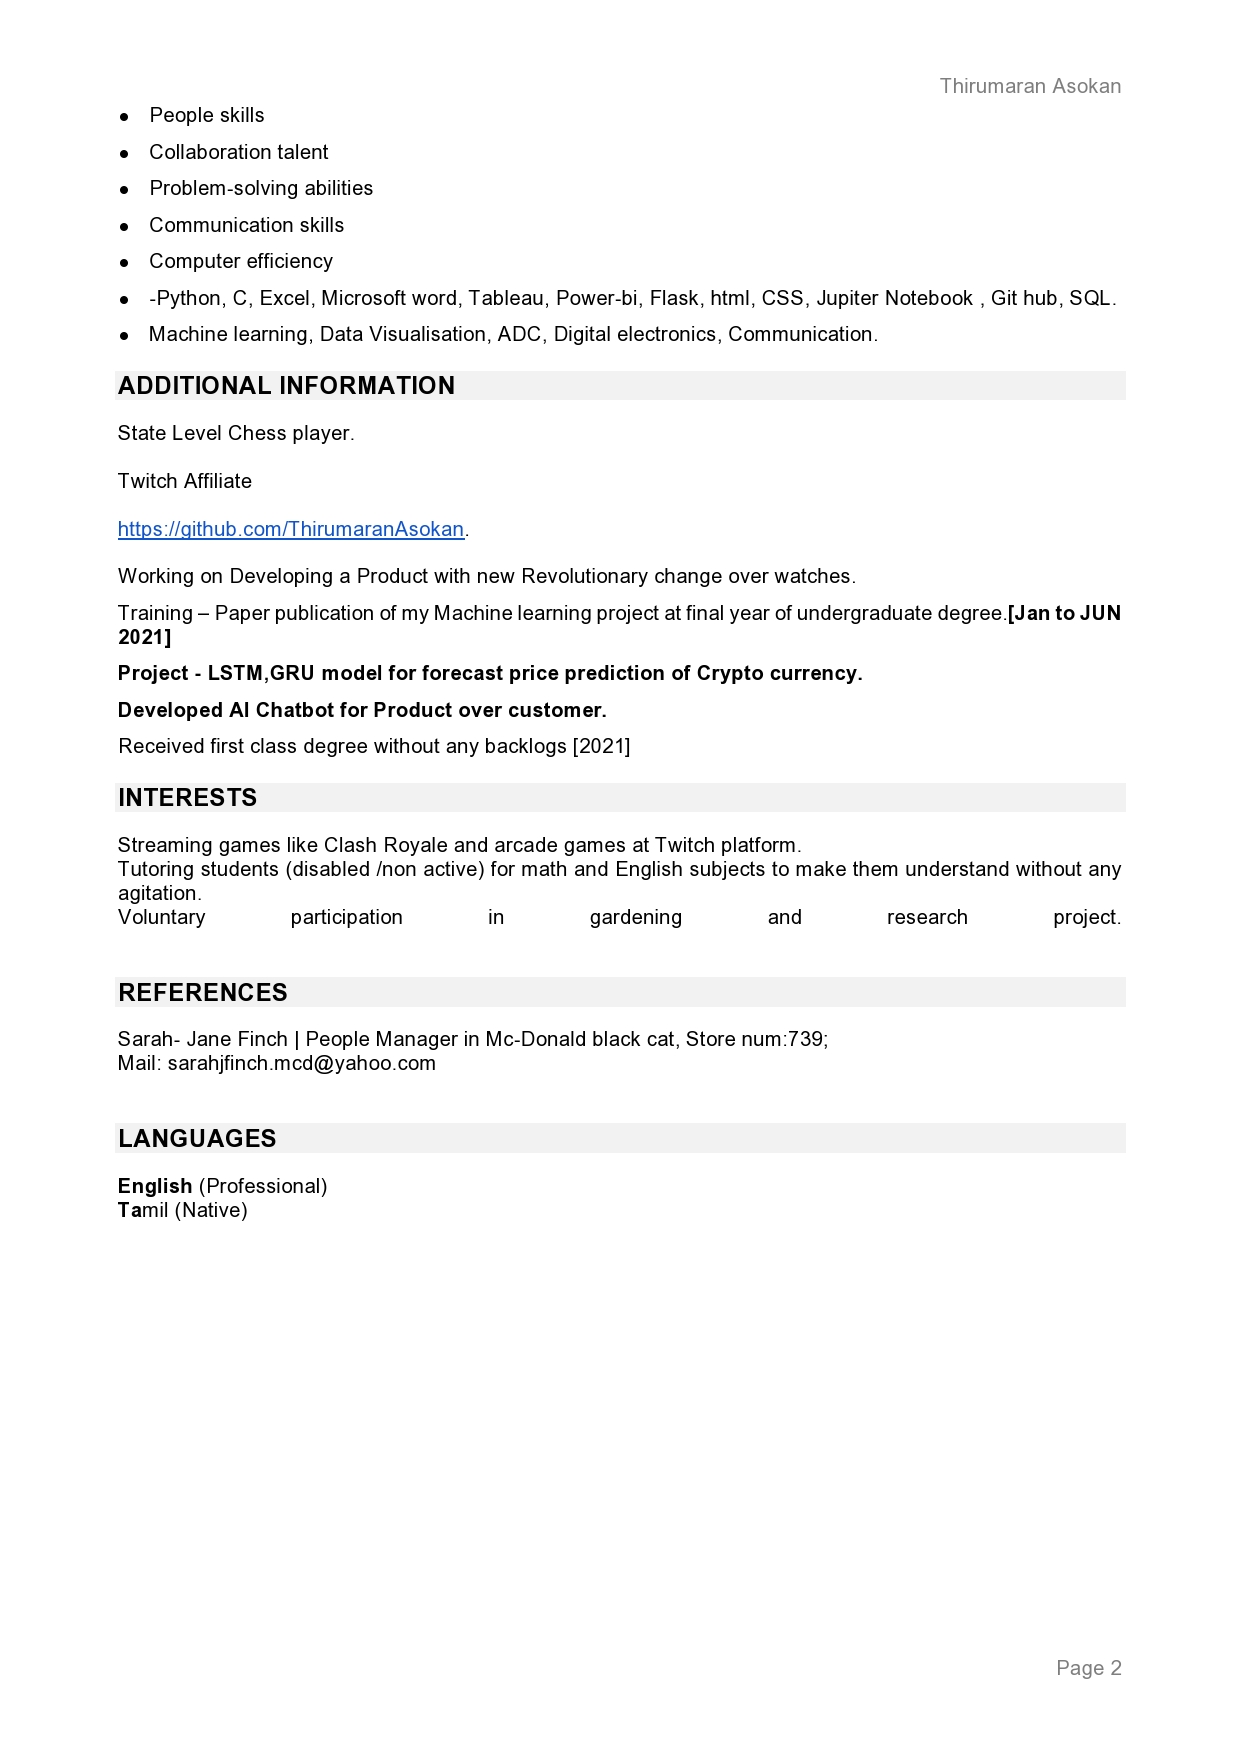 Thirumaran Asokan
● People skills
● Collaboration talent
● Problem-solving abilities
● Communication skills
● Computer efficiency
● -Python, C, Excel, Microsoft word, Tableau, Power-bi, Flask, html, CSS, Jupiter Notebook , Git hub, SQL.
● Machine learning, Data Visualisation, ADC, Digital electronics, Communication.
ADDITIONAL INFORMATION
State Level Chess player.
Twitch Affiliate
https://github.com/ThirumaranAsokan.
Working on Developing a Product with new Revolutionary change over watches.
Training – Paper publication of my Machine learning project at final year of undergraduate degree.[Jan to JUN
2021]
Project - LSTM,GRU model for forecast price prediction of Crypto currency.
Developed AI Chatbot for Product over customer.
Received first class degree without any backlogs [2021]
INTERESTS
Streaming games like Clash Royale and arcade games at Twitch platform.
Tutoring students (disabled /non active) for math and English subjects to make them understand without any
agitation.
Voluntary participation in gardening and research project.
REFERENCES
Sarah- Jane Finch | People Manager in Mc-Donald black cat, Store num:739;
Mail: sarahjfinch.mcd@yahoo.com
LANGUAGES
English (Professional)
Tamil (Native)
Page 2